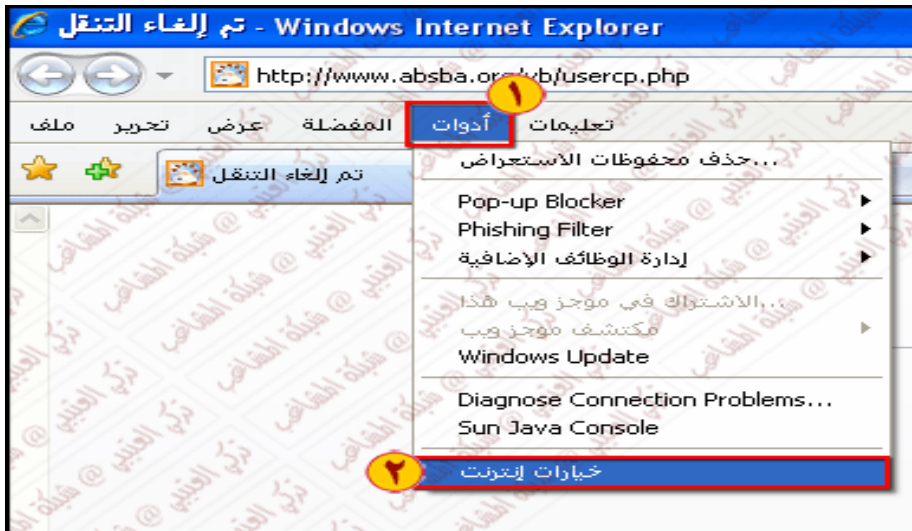 تم إلغاء التنقل - Windows Internet Explorer
http://www.absba.org/vb/usercp.php
١
ملف تحرير عرض المفضلة أدوات تعليمات
تم إلغاء التنقل
حذف محفوظات الاستعراض...
Pop-up Blocker
Phishing Filter
إدارة الوظائف الإضافية
الاشتراك في موجز ويب هذا...
مكتشف موجز ويب
Windows Update
Diagnose Connection Problems...
Sun Java Console
٢
خيارات إنترنت